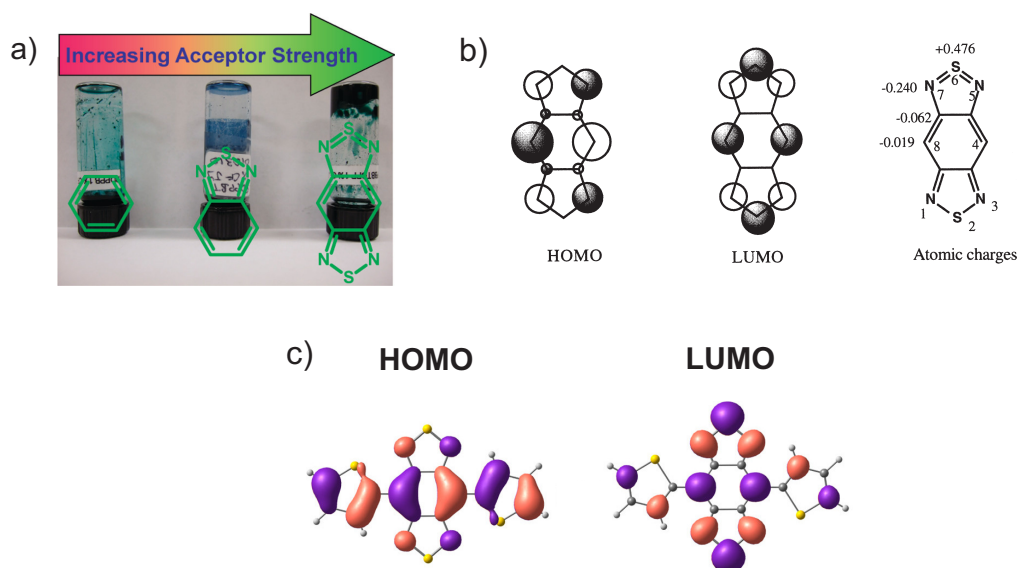 a)
Increasing Acceptor Strength
S
N N
S
N N
N N
S
b)
HOMO
LUMO
+0.476
S
6
-0.240 N N
7 5
-0.062
-0.019
8 4
N N
1 S 3
2
Atomic charges
c)
HOMO
LUMO